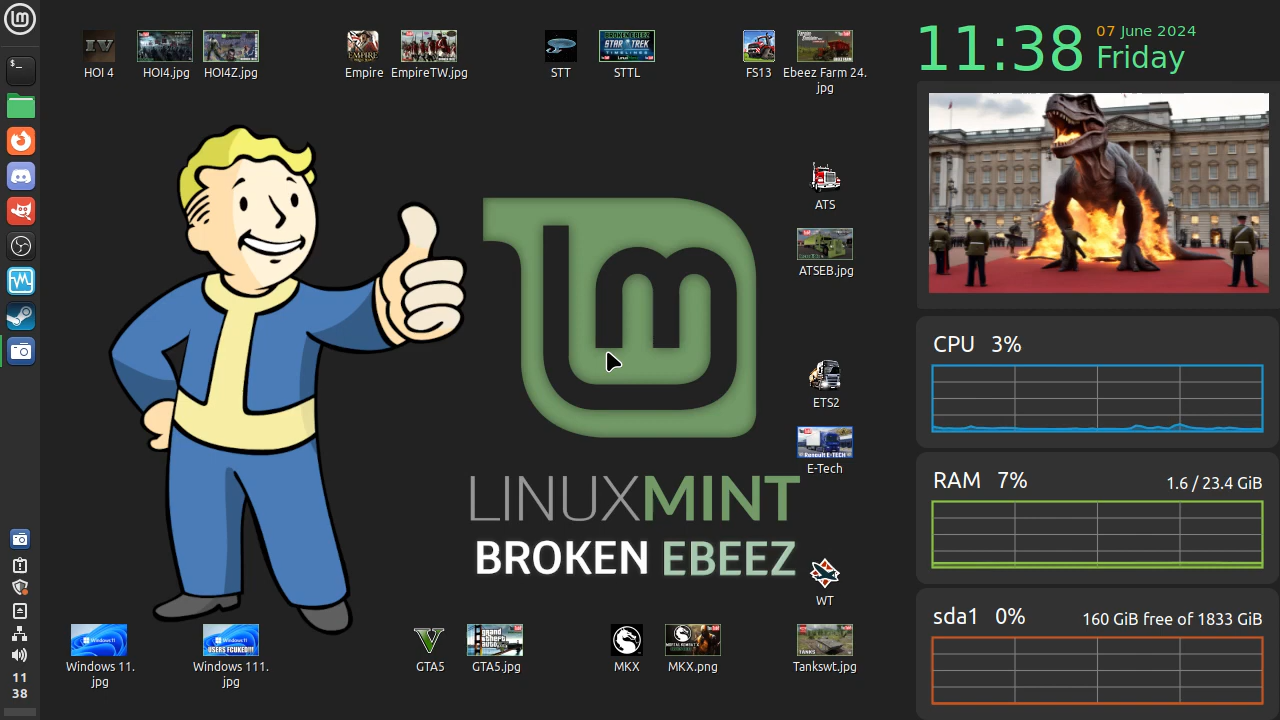 11:38
07 June 2024
Friday
HOI 4
HOI4.jpg
HOI4Z.jpg
Empire
EmpireTW.jpg
STT
STTL
FS13
Ebeez Farm 24.
jpg
ATS
ATSEB.jpg
ETS2
E-Tech
WT
LINUXMINT
BROKEN EBEEZ
CPU 3%
RAM 7%
1.6 / 23.4 GiB
sda1 0%
160 GiB free of 1833 GiB
Windows 11.
jpg
Windows 111.
jpg
GTA5
GTA5.jpg
MKX
MKX.png
Tankswt.jpg
11
38